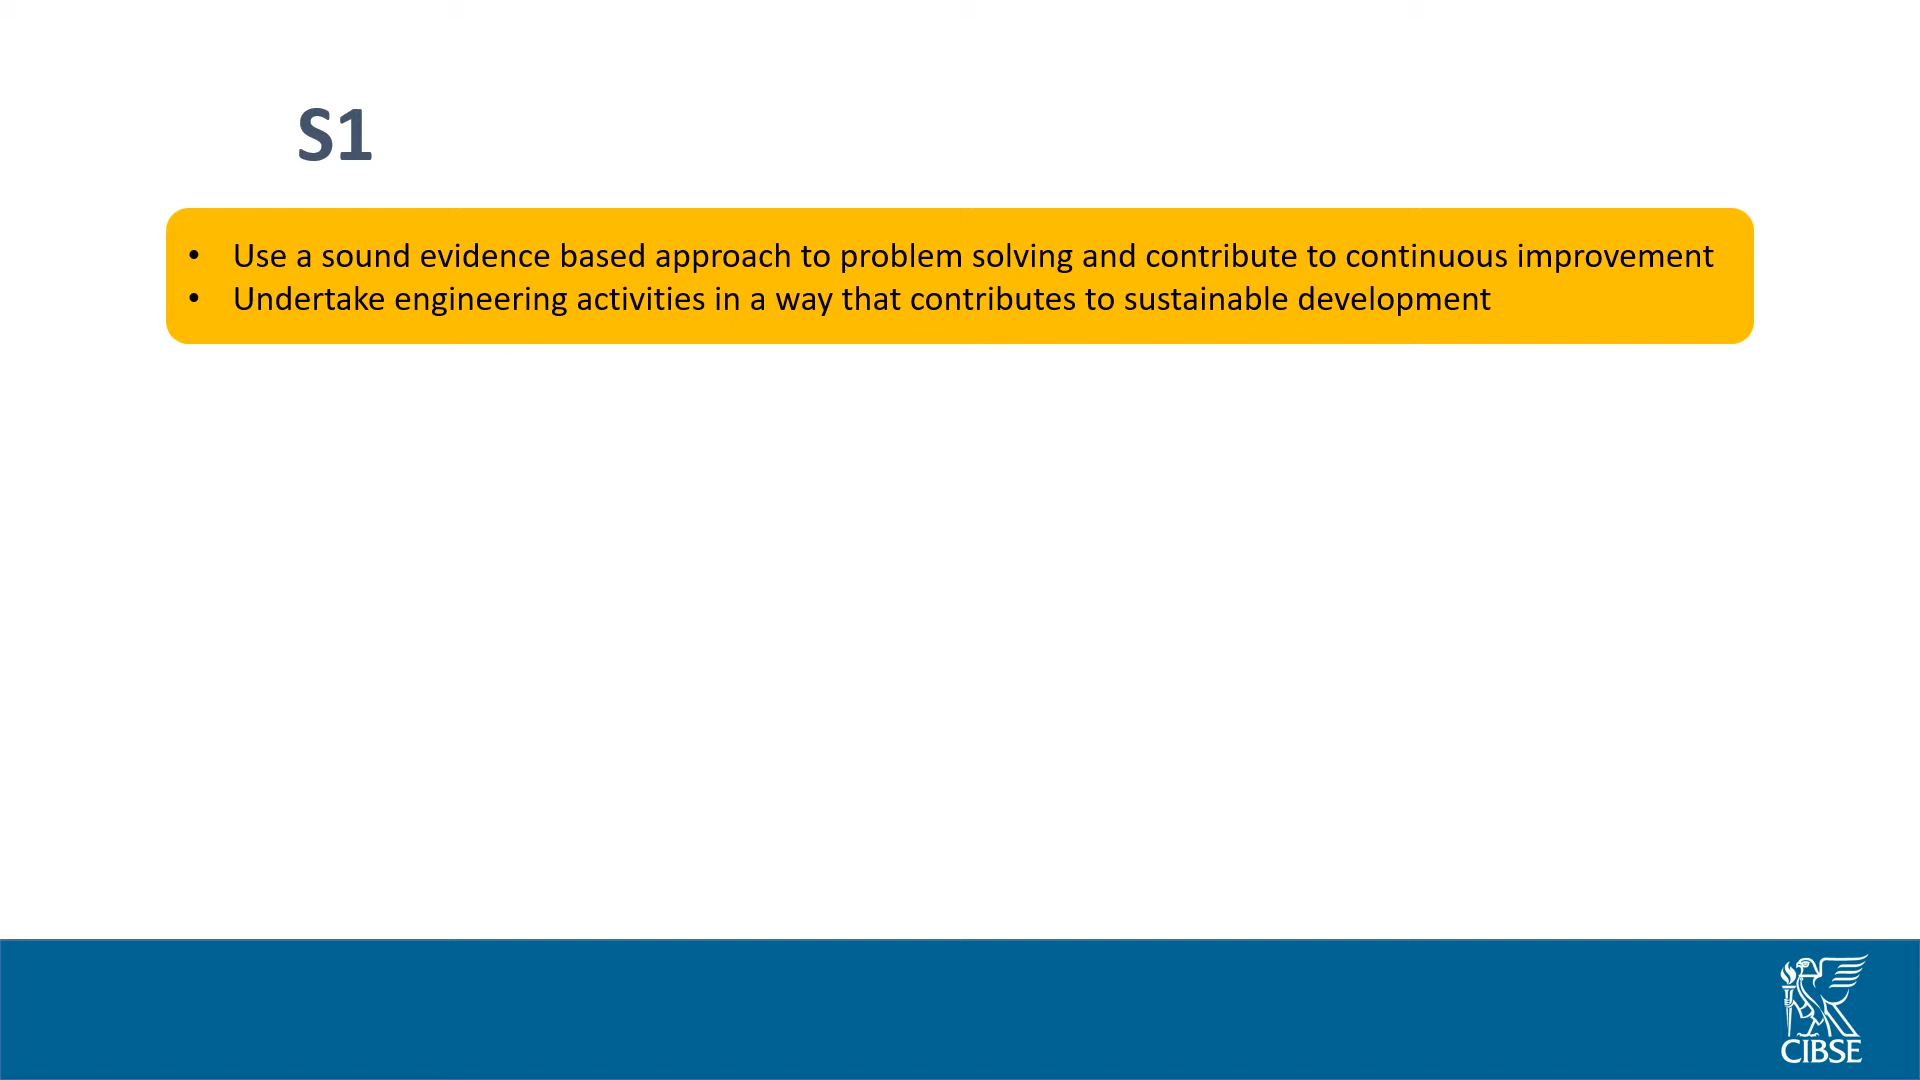 S1
• Use a sound evidence based approach to problem solving and contribute to continuous improvement
• Undertake engineering activities in a way that contributes to sustainable development
CIBSE